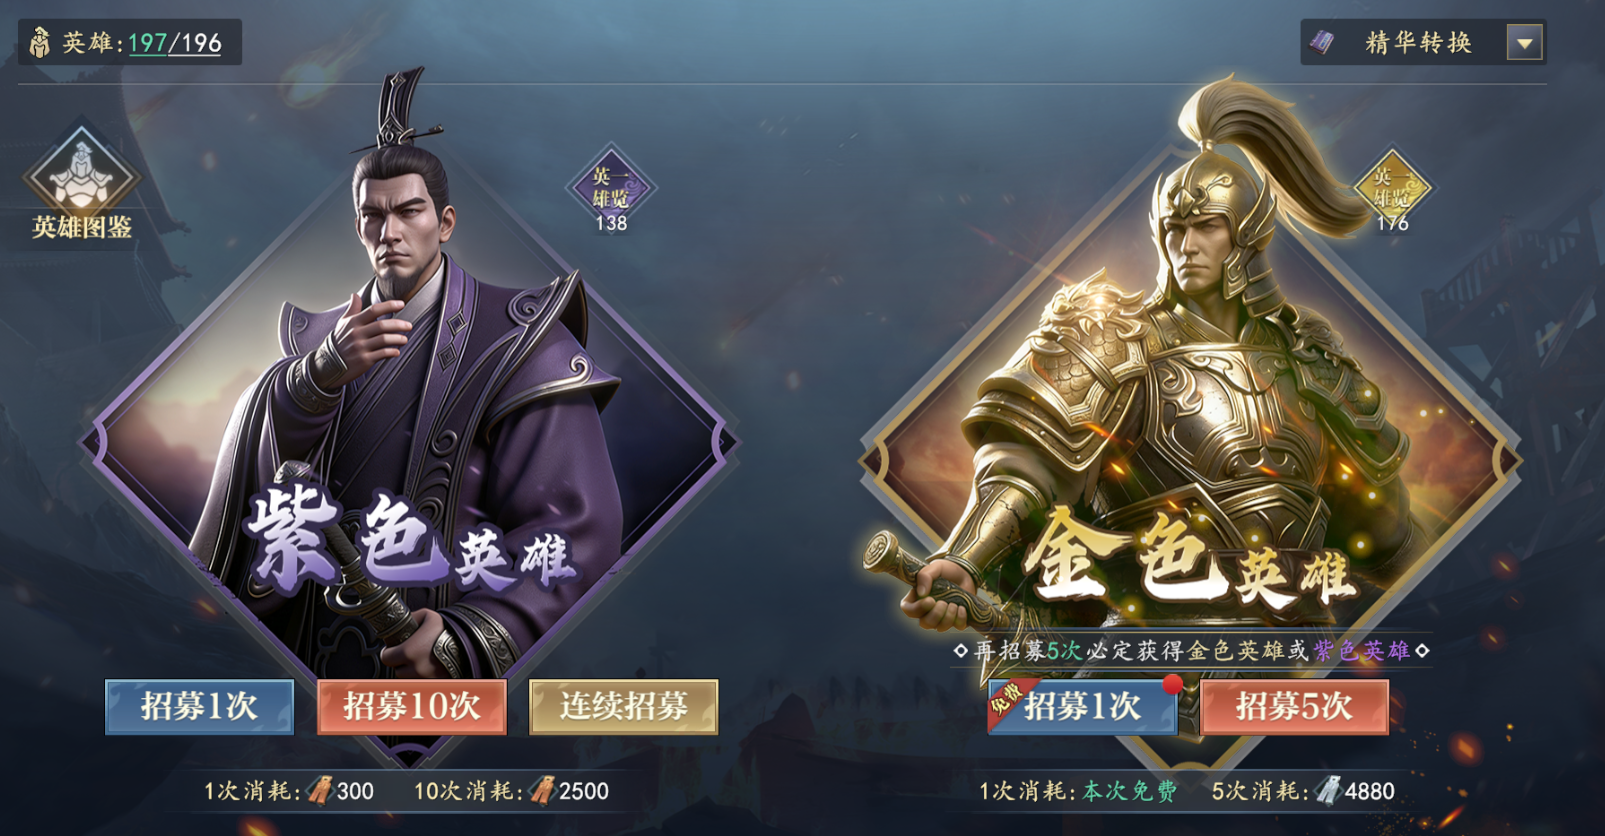 英雄:197/196
精华转换
英雄图鉴
英雄一览
138
英雄一览
176
紫色英雄
金色英雄
再招募5次必定获得金色英雄或紫色英雄
招募1次
招募10次
连续招募
免费
招募1次
招募5次
1次消耗:300
10次消耗:2500
1次消耗:本次免费
5次消耗:4880